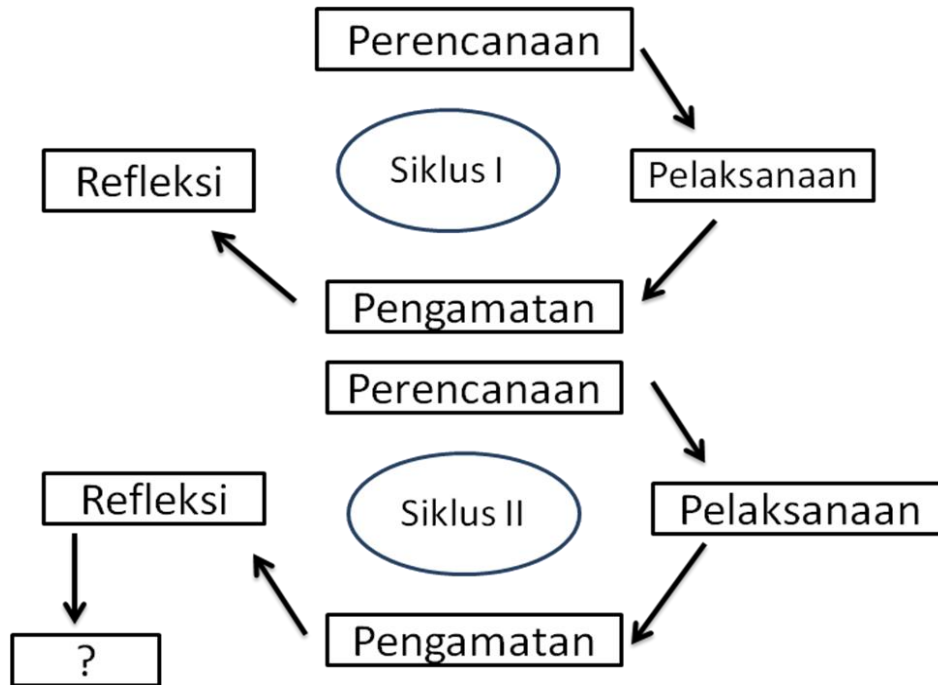 Perencanaan
Siklus I
Refleksi
Pelaksanaan
Pengamatan
Perencanaan
Refleksi
Siklus II
Pelaksanaan
Pengamatan
?